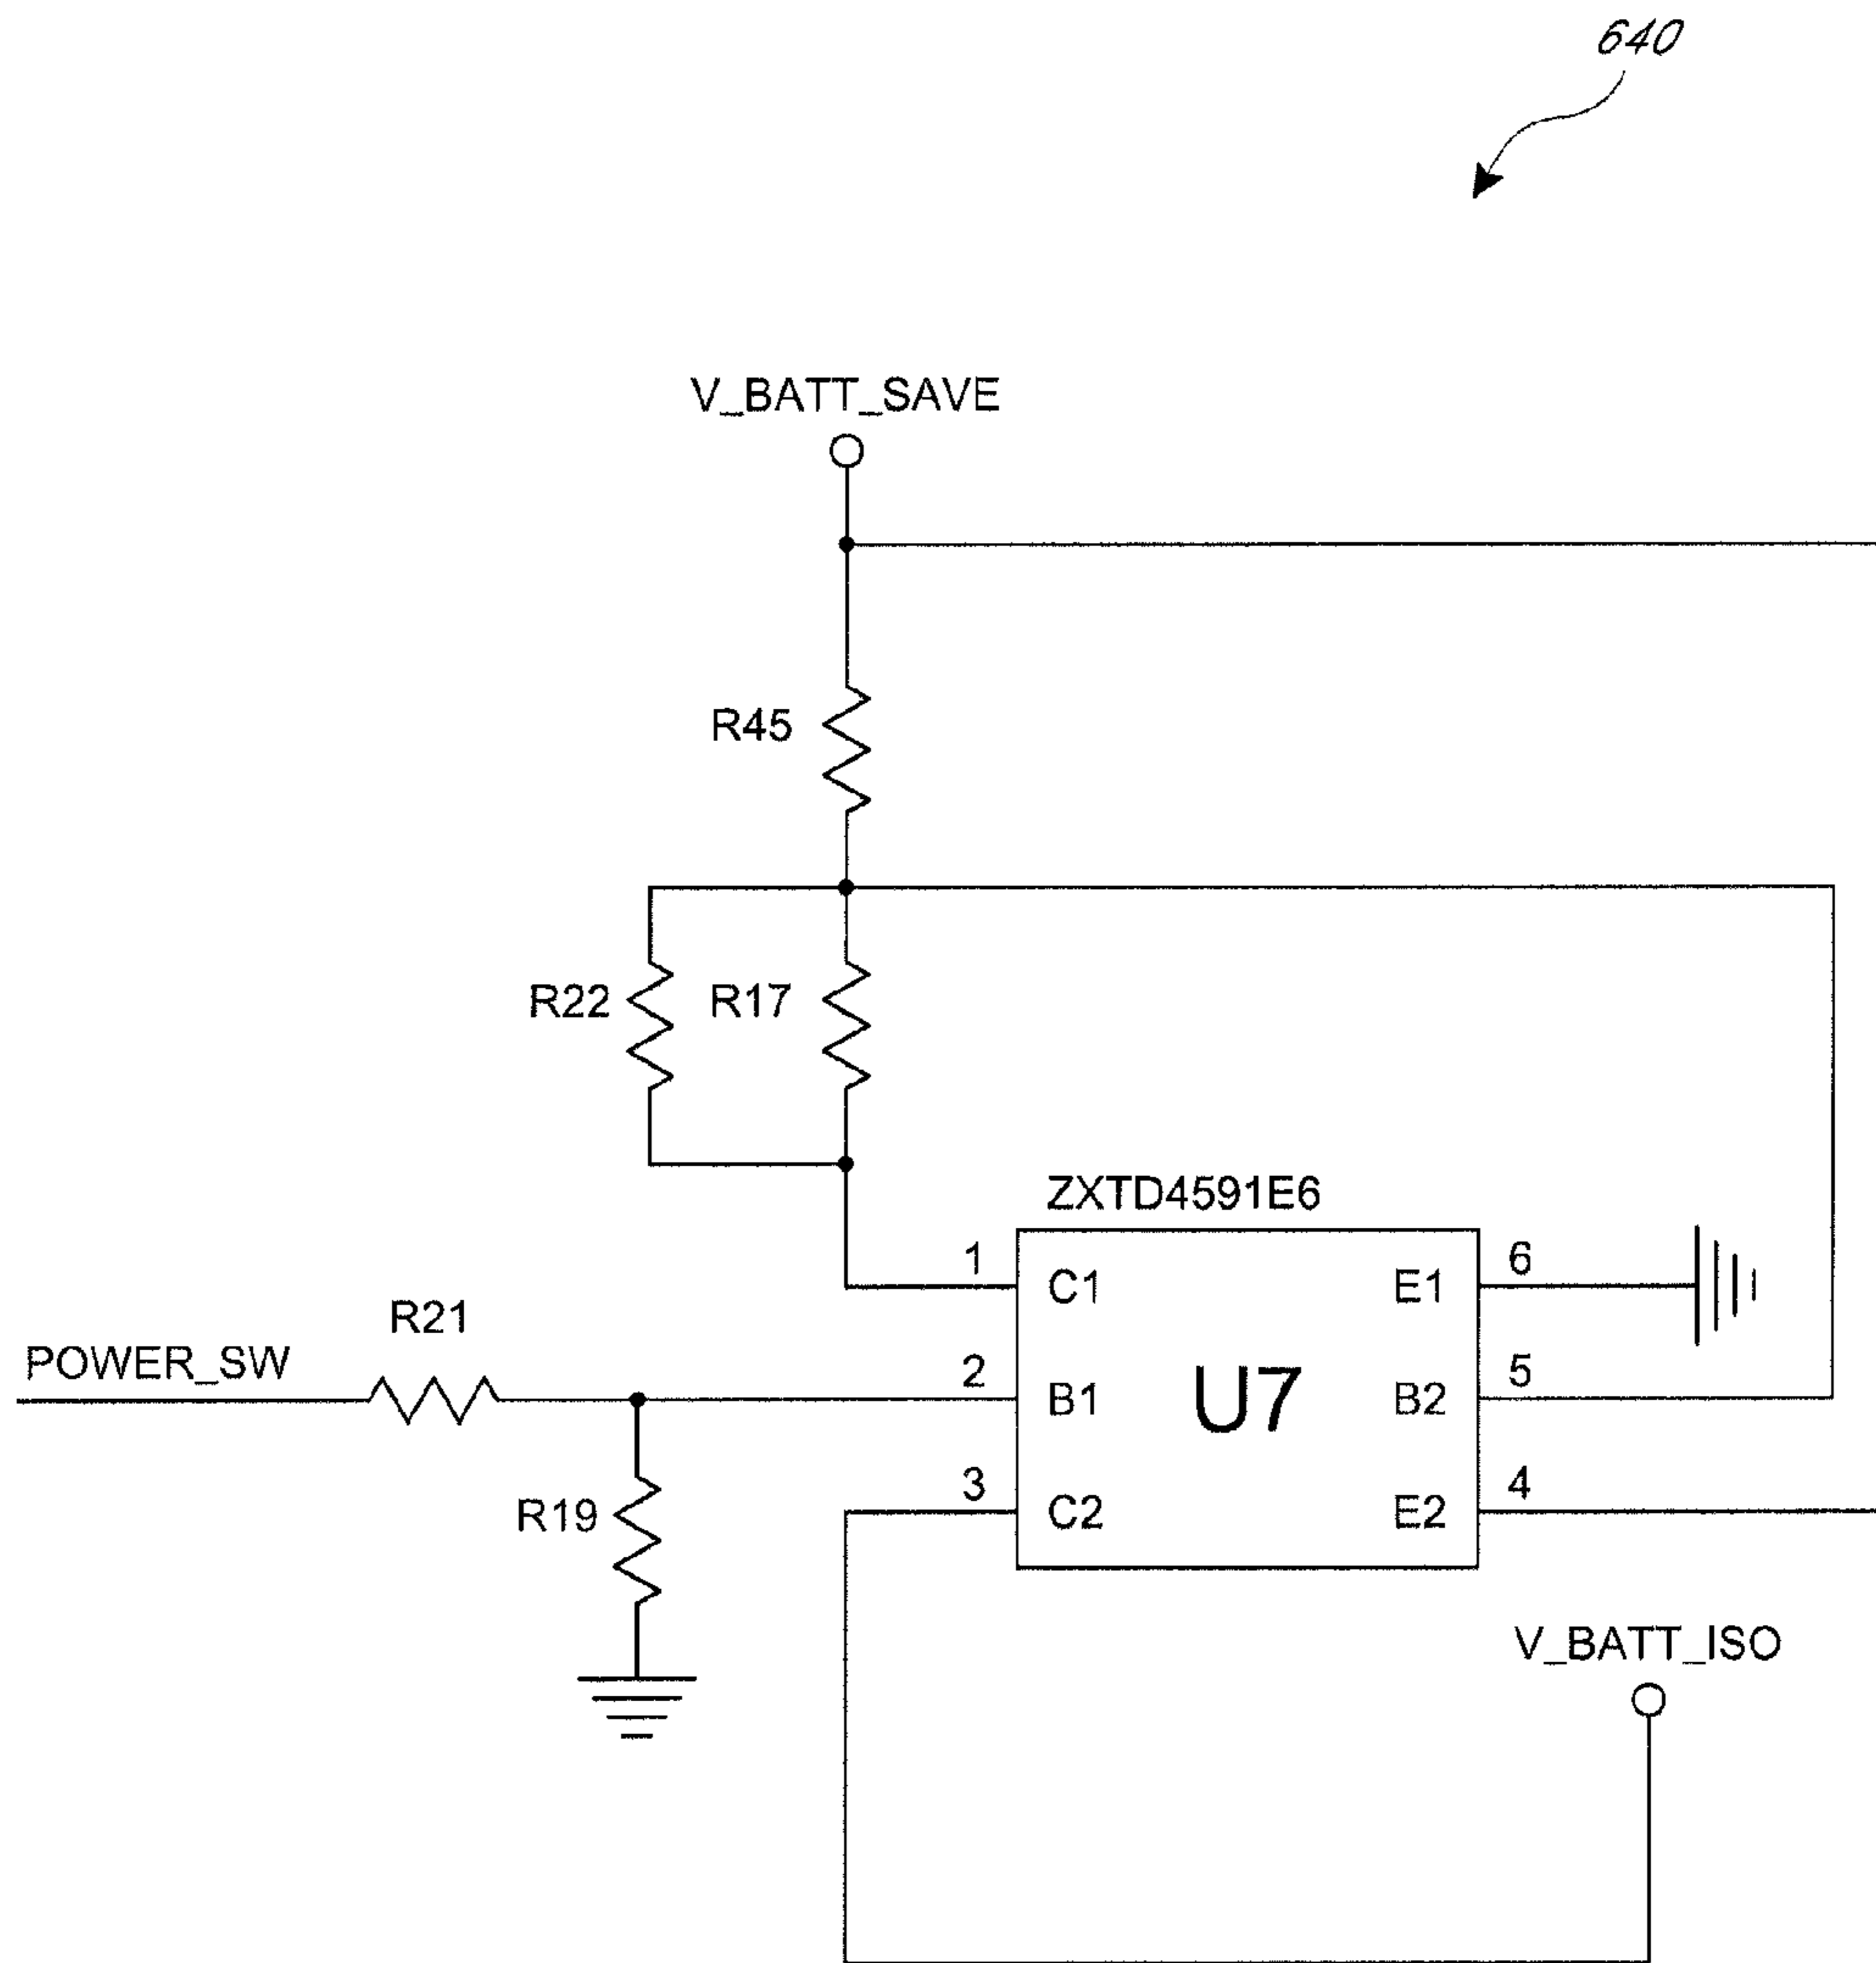 640
V_BATT_SAVE
R45
R22
R17
ZXTD4591E6
1
C1
E1
6
R21
POWER_SW
2
B1
U7
B2
5
R19
3
C2
E2
4
V_BATT_ISO